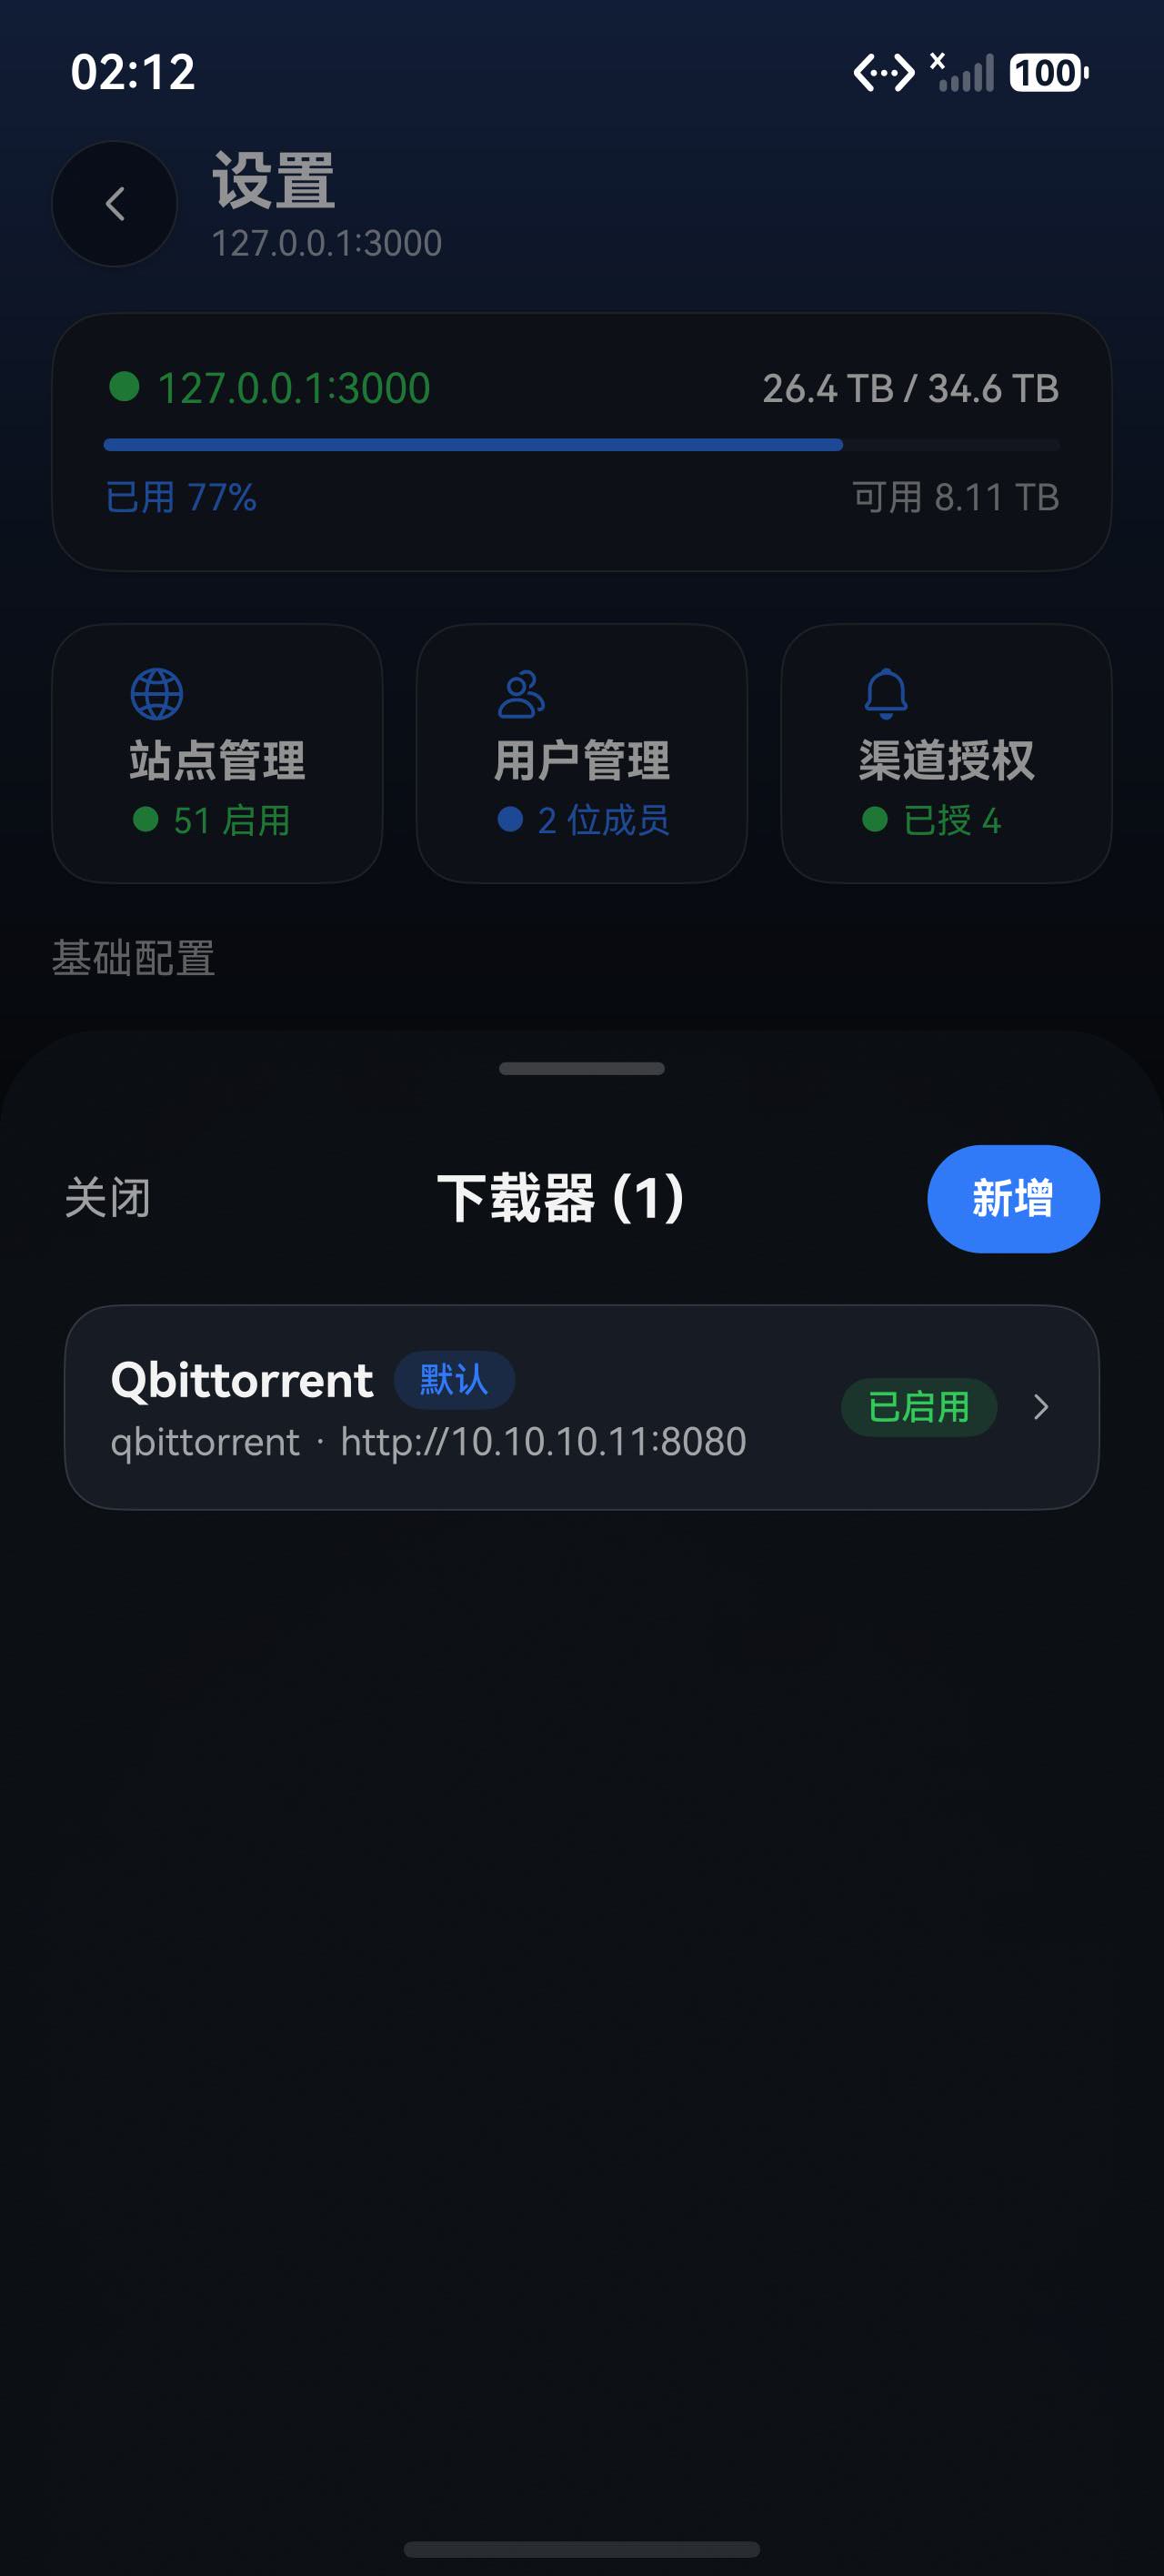 02:12
100
设置
127.0.0.1:3000
127.0.0.1:3000
26.4 TB / 34.6 TB
已用 77%
可用 8.11 TB
站点管理
51 启用
用户管理
2 位成员
渠道授权
已授 4
基础配置
关闭
下载器 (1)
新增
Qbittorrent 默认
已启用
qbittorrent · http://10.10.10.11:8080